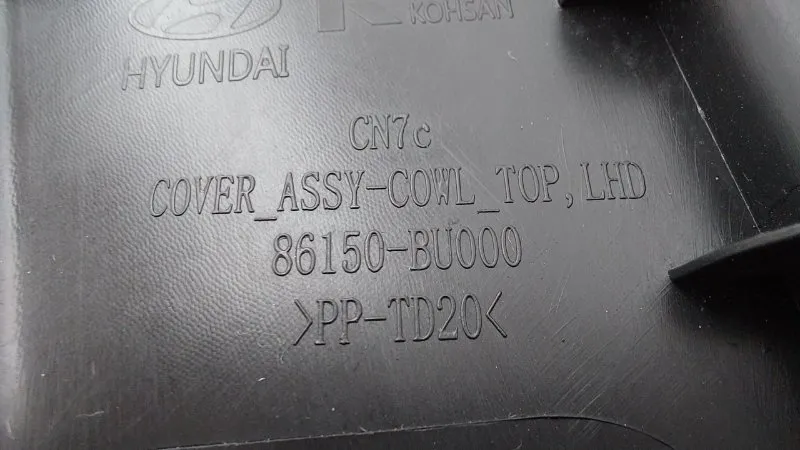 HYUNDAI
KOHSAN
CN7c
COVER_ASSY-COWL_TOP, LHD
86150-BU000
>PP-TD20<